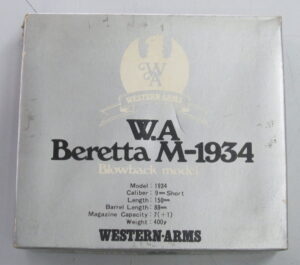 WA
WESTERN-ARMS
W.A
Beretta M-1934
Blowback model
Model : 1934
Caliber : 9mm Short
Length : 150mm
Barrel Length : 88mm
Magazine Capacity : 7(+1)
Weight : 400g
WESTERN-ARMS